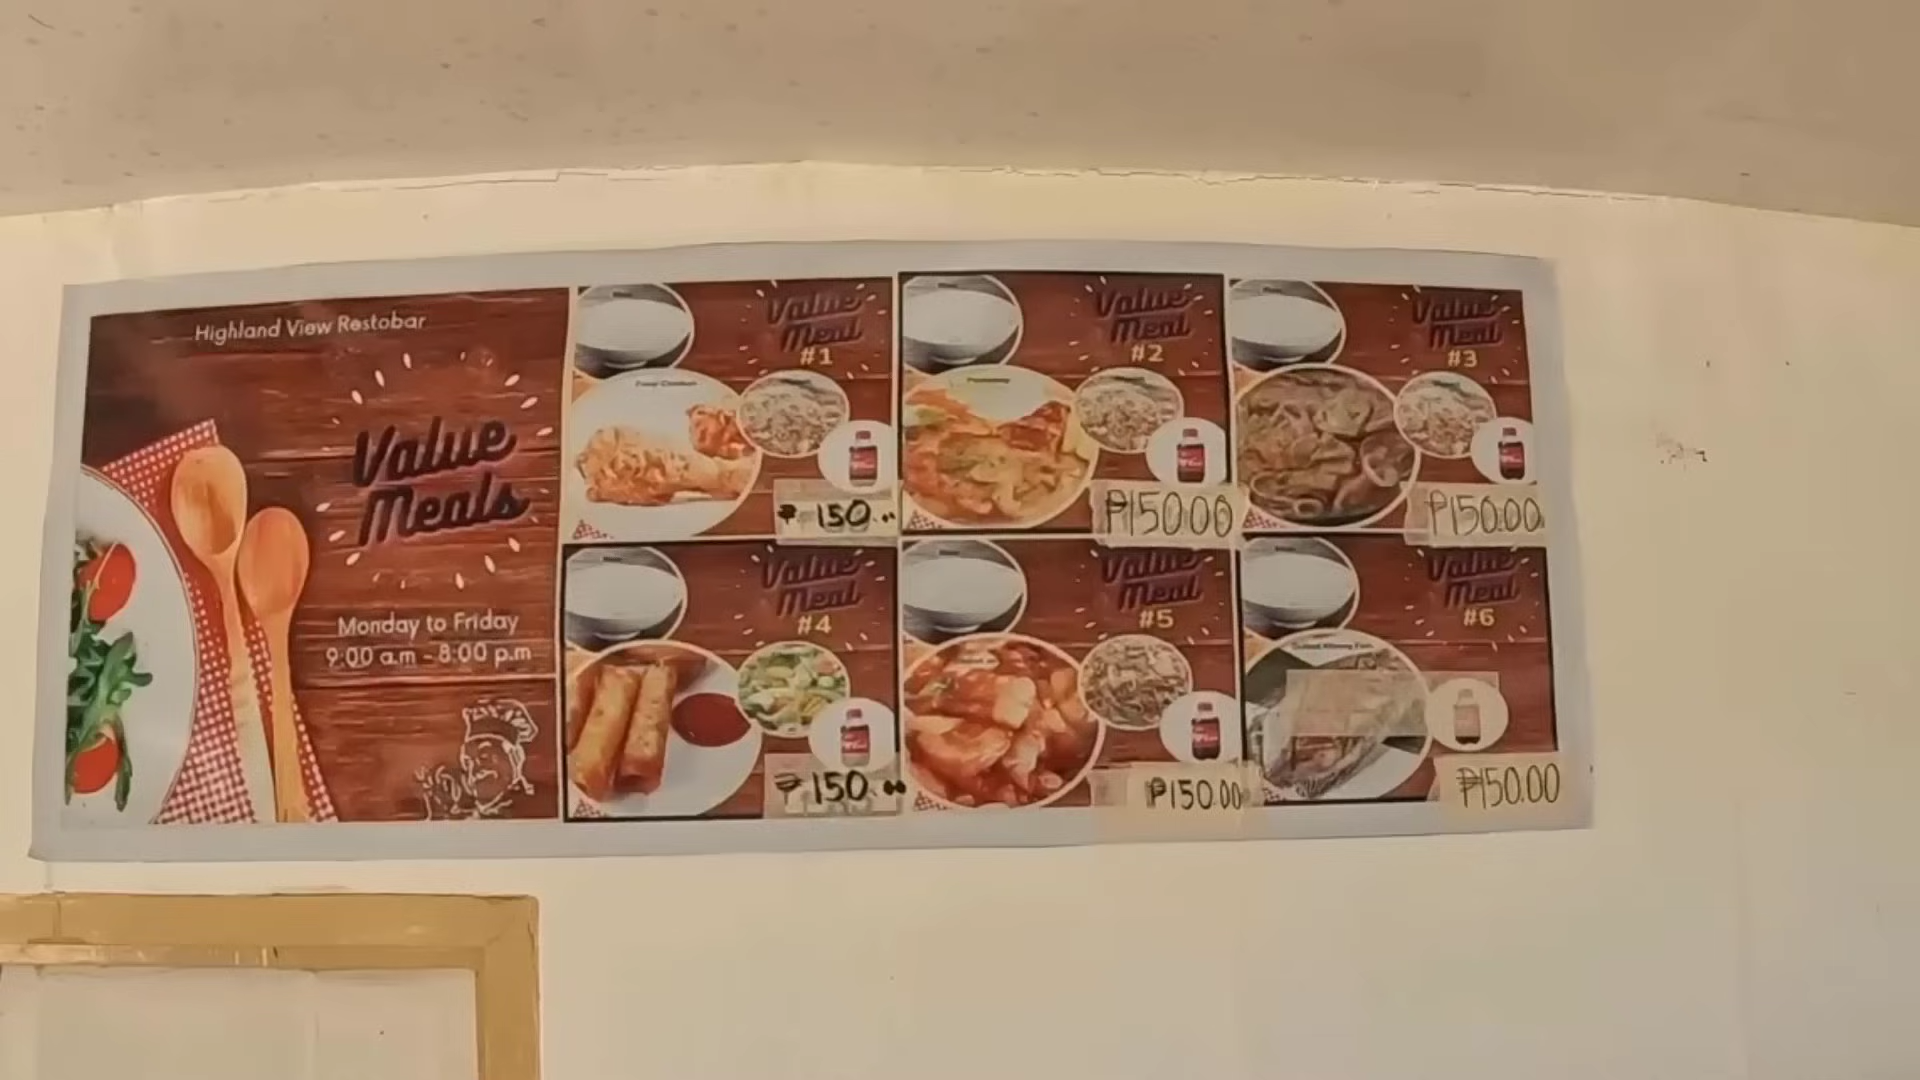 Highland View Restobar
Value
Meals
Monday to Friday
9:00 a.m - 8:00 p.m
Value
Meal
#1
Fried Chicken
₱ 150.00
Value
Meal
#2
₱150.00
Value
Meal
#3
₱150.00
Value
Meal
#4
₱ 150.00
Value
Meal
#5
₱150.00
Value
Meal
#6
₱150.00